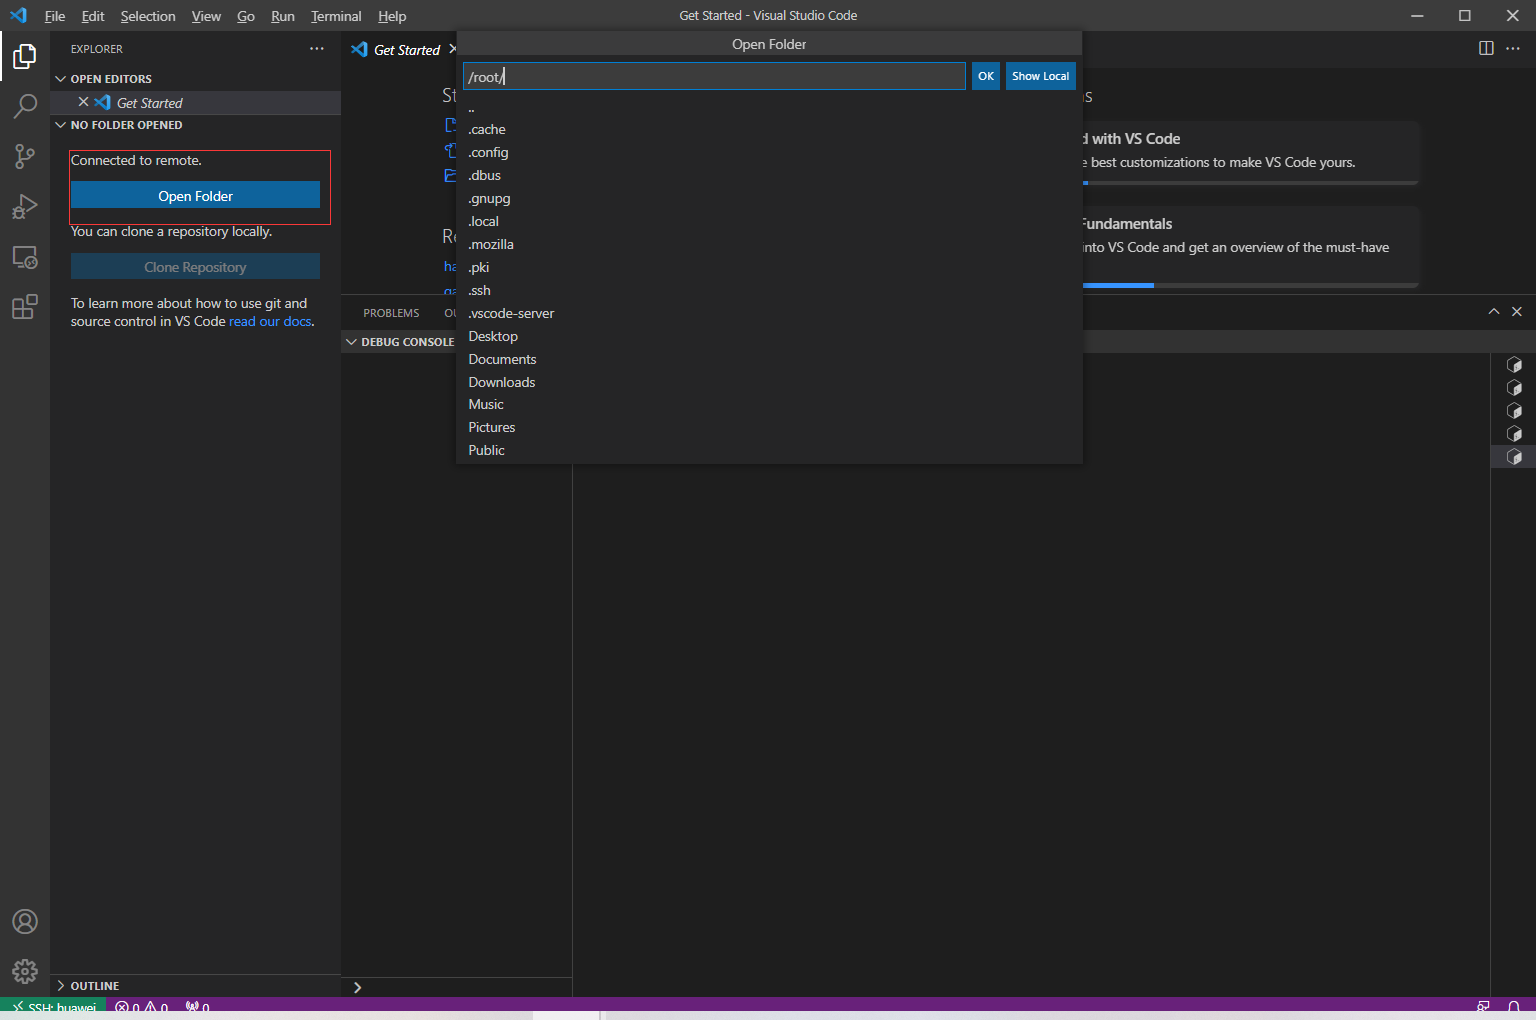 File Edit Selection View Go Run Terminal Help
Get Started - Visual Studio Code
EXPLORER
OPEN EDITORS
Get Started
NO FOLDER OPENED
Connected to remote.
Open Folder
You can clone a repository locally.
Clone Repository
To learn more about how to use git and
source control in VS Code read our docs.
OUTLINE
Get Started
St
Re
ha
Open Folder
/root/
OK
Show Local
..
.cache
.config
.dbus
.gnupg
.local
.mozilla
.pki
.ssh
.vscode-server
Desktop
Documents
Downloads
Music
Pictures
Public
s
d with VS Code
e best customizations to make VS Code yours.
Fundamentals
into VS Code and get an overview of the must-have
PROBLEMS OU
DEBUG CONSOLE
SSH: huawei 0 0 0